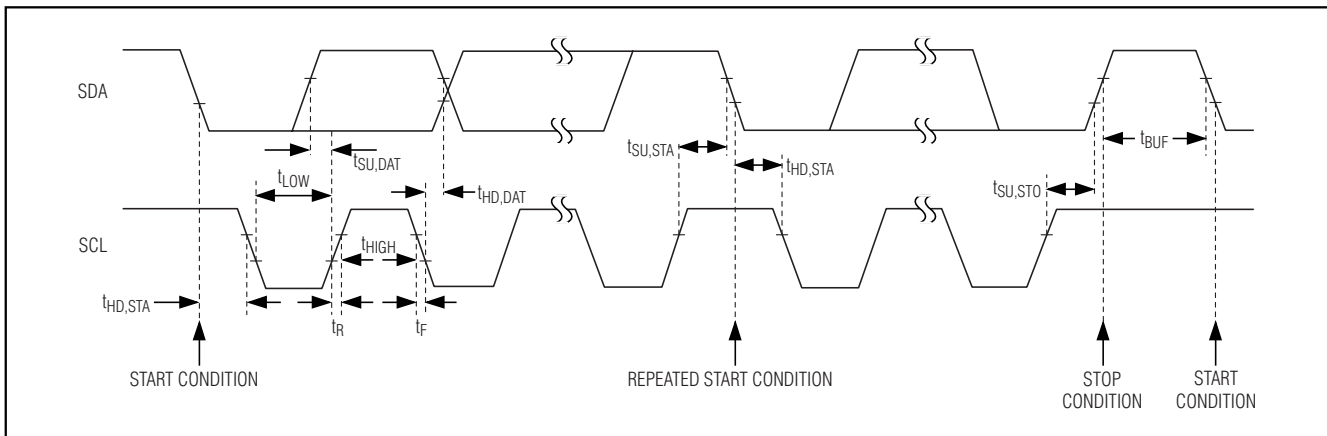 SDA
tSU,DAT
tLOW
tHD,DAT
tSU,STA
tHD,STA
tBUF
tSU,STO
SCL
tHIGH
tHD,STA
tR
tF
START CONDITION
REPEATED START CONDITION
STOP
CONDITION
START
CONDITION